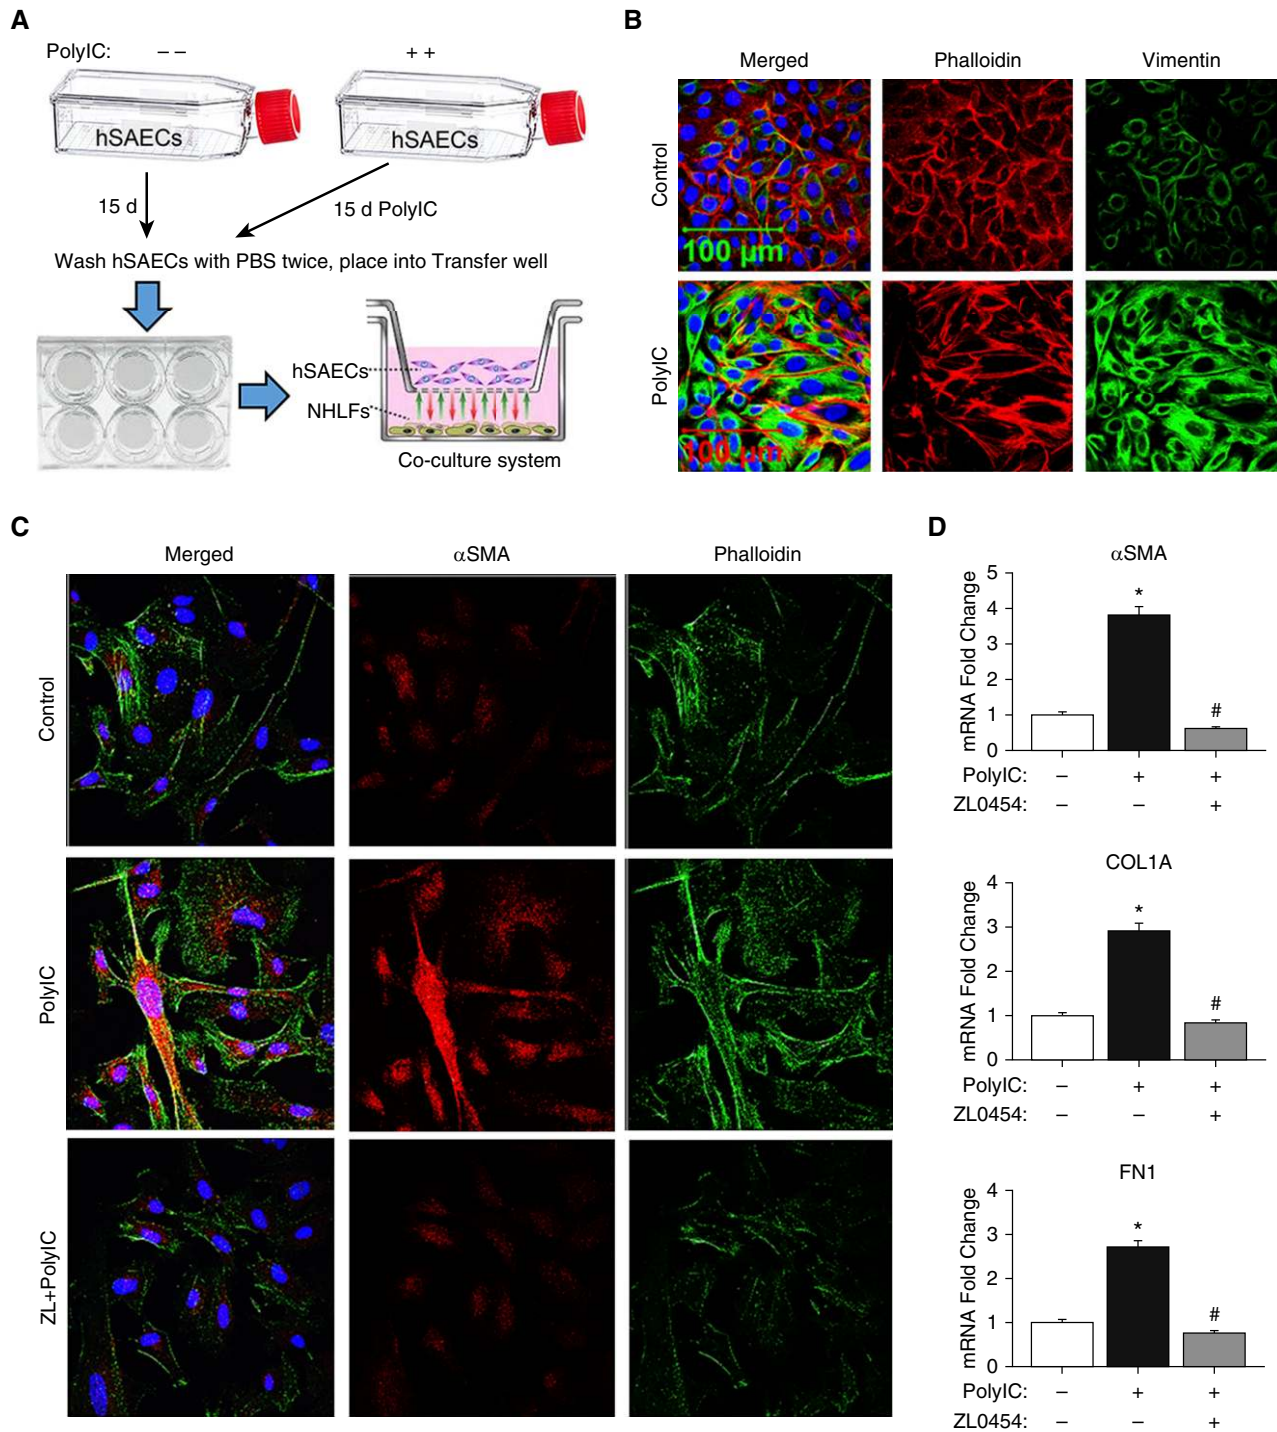 A
PolyIC: – – + +
hSAECs hSAECs
15 d 15 d PolyIC
Wash hSAECs with PBS twice, place into Transfer well
hSAECs
NHLFs
Co-culture system
B
Merged Phalloidin Vimentin
Control
100 µm
PolyIC
100 µm
C
Merged αSMA Phalloidin
Control
PolyIC
ZL+PolyIC
D
αSMA
mRNA Fold Change
5
4
3
2
1
0
*
#
PolyIC: – + +
ZL0454: – – +
COL1A
mRNA Fold Change
4
3
2
1
0
*
#
PolyIC: – + +
ZL0454: – – +
FN1
mRNA Fold Change
4
3
2
1
0
*
#
PolyIC: – + +
ZL0454: – – +